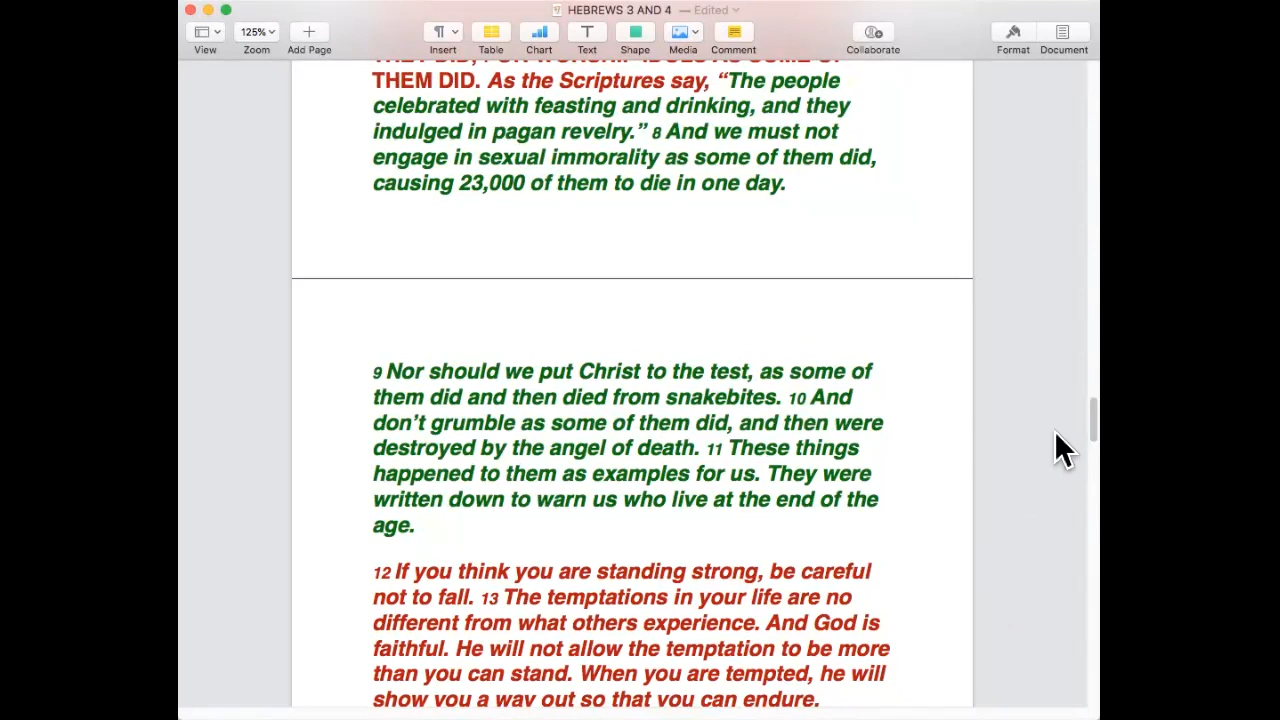 HEBREWS 3 AND 4 — Edited
125%
View Zoom Add Page Insert Table Chart Text Shape Media Comment Collaborate Format Document
THEY DID, FOR WORSHIP IDOLS AS SOME OF
THEM DID. As the Scriptures say, “The people
celebrated with feasting and drinking, and they
indulged in pagan revelry.” 8 And we must not
engage in sexual immorality as some of them did,
causing 23,000 of them to die in one day.
9 Nor should we put Christ to the test, as some of
them did and then died from snakebites. 10 And
don’t grumble as some of them did, and then were
destroyed by the angel of death. 11 These things
happened to them as examples for us. They were
written down to warn us who live at the end of the
age.
12 If you think you are standing strong, be careful
not to fall. 13 The temptations in your life are no
different from what others experience. And God is
faithful. He will not allow the temptation to be more
than you can stand. When you are tempted, he will
show you a way out so that you can endure.